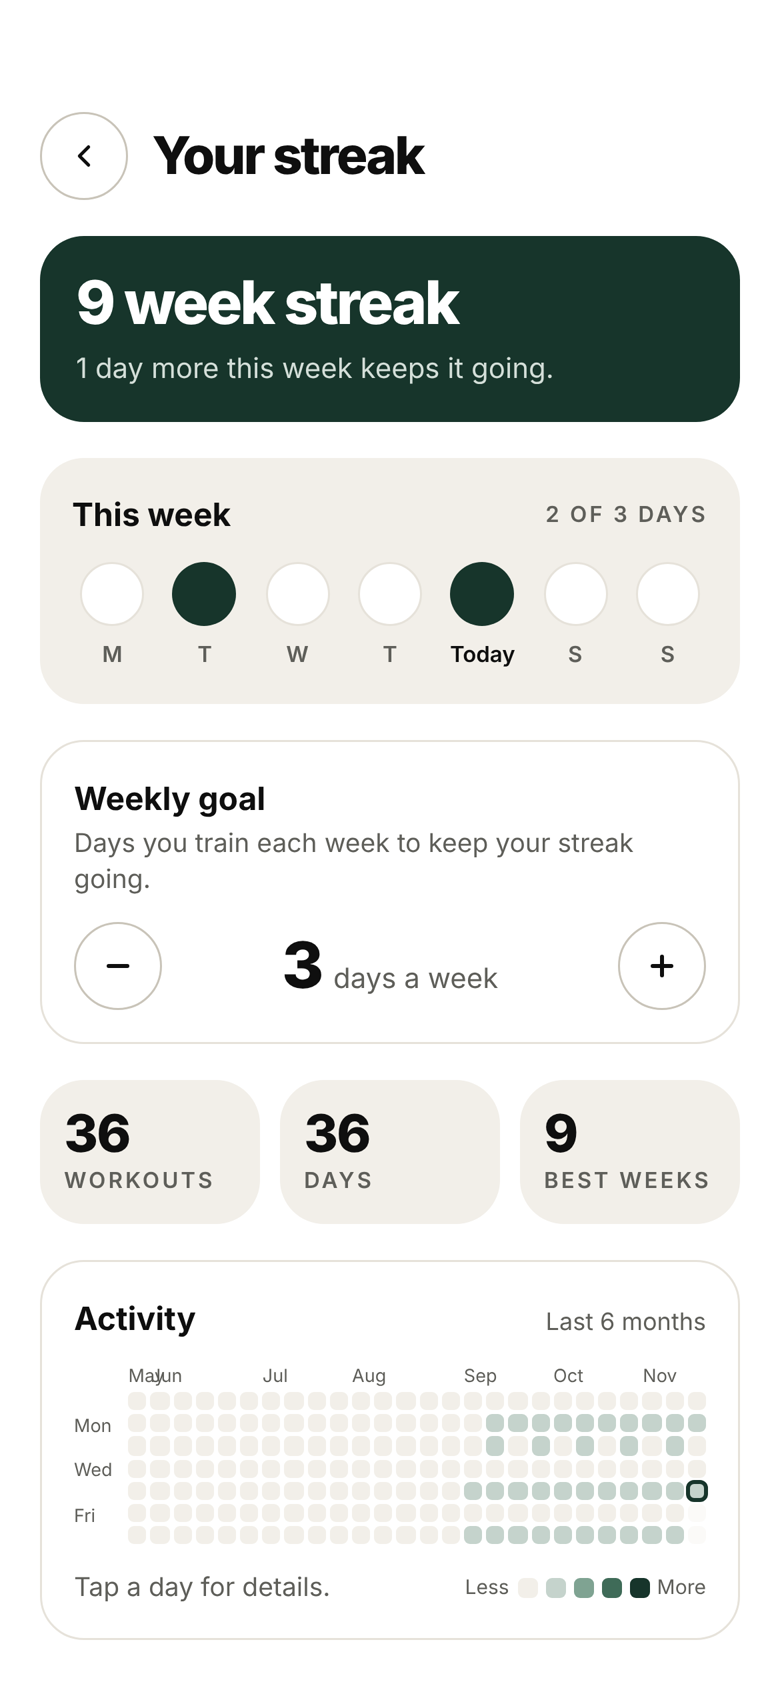 Your streak
9 week streak
1 day more this week keeps it going.
This week
2 OF 3 DAYS
M T W T Today S S
Weekly goal
Days you train each week to keep your streak
going.
3 days a week
36
WORKOUTS
36
DAYS
9
BEST WEEKS
Activity
Last 6 months
May Jun Jul Aug Sep Oct Nov
Mon
Wed
Fri
Tap a day for details.
Less More